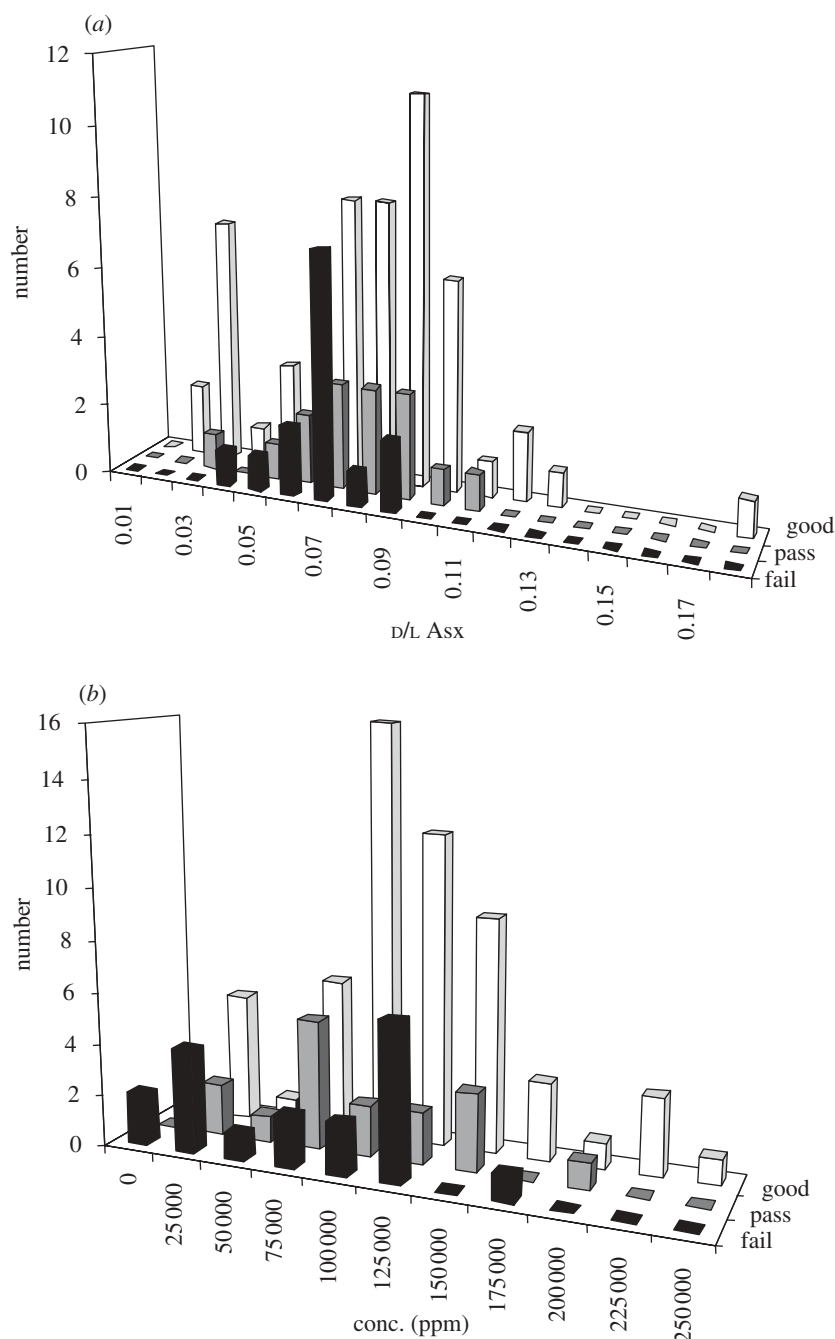 (a)
12
10
8
6
4
2
0
number
0.01
0.03
0.05
0.07
0.09
0.11
0.13
0.15
0.17
good
pass
fail
D/L Asx
(b)
16
14
12
10
8
6
4
2
0
number
0
25 000
50 000
75 000
100 000
125 000
175 000
200 000
225 000
250 000
good
pass
fail
conc. (ppm)